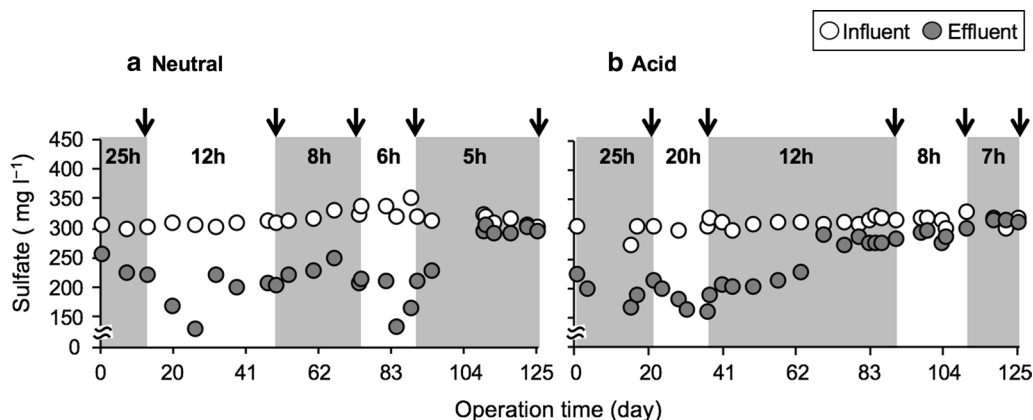 Influent Effluent
a Neutral
b Acid
Sulfate ( mg l⁻¹)
450
400
350
300
250
200
150
0
25h 12h 8h 6h 5h
25h 20h 12h 8h 7h
0 20 41 62 83 104 125
0 20 41 62 83 104 125
Operation time (day)